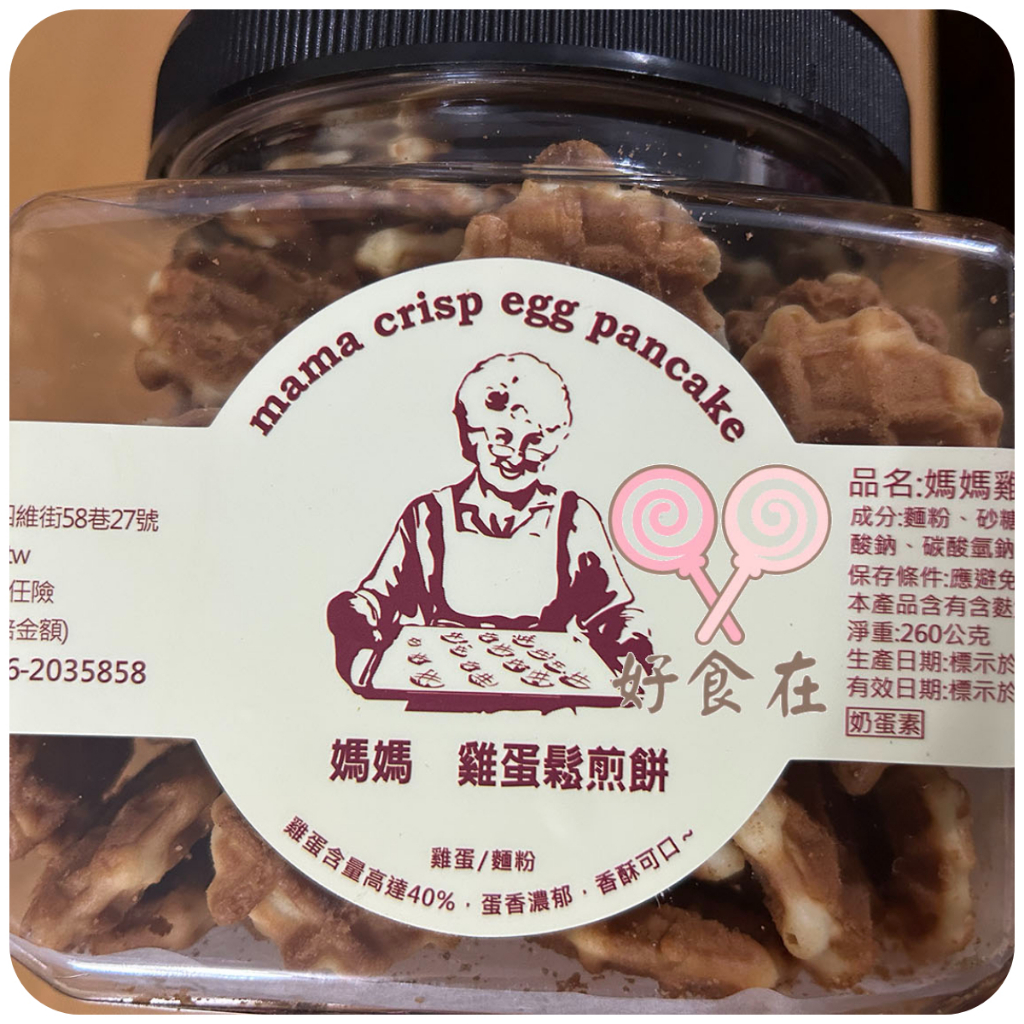 mama crisp egg pancake
四維街58巷27號
.tw
任險
金額)
6-2035858
媽媽 雞蛋鬆煎餅
雞蛋/麵粉
雞蛋含量高達40%,蛋香濃郁,香酥可口~
好食在
品名:媽媽雞
成分:麵粉、砂糖
酸鈉、碳酸氫鈉
保存條件:應避免
本產品含有含麩
淨重:260公克
生產日期:標示於
有效日期:標示於
奶蛋素